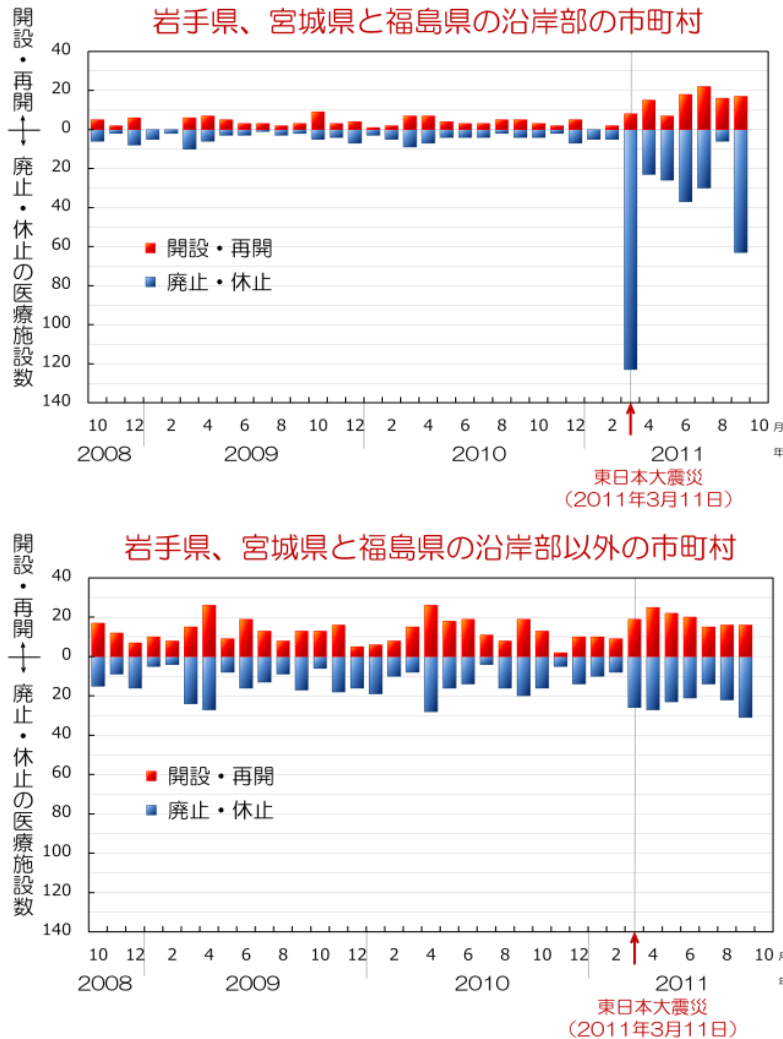 岩手県、宮城県と福島県の沿岸部の市町村
開設・再開
廃止・休止の医療施設数
40
20
0
20
40
60
80
100
120
140
開設・再開
廃止・休止
10 12 2 4 6 8 10 12 2 4 6 8 10 12 2 4 6 8 10 月
2008 2009 2010 2011 年
東日本大震災
（2011年3月11日）
岩手県、宮城県と福島県の沿岸部以外の市町村
開設・再開
廃止・休止の医療施設数
40
20
0
20
40
60
80
100
120
140
開設・再開
廃止・休止
10 12 2 4 6 8 10 12 2 4 6 8 10 12 2 4 6 8 10 月
2008 2009 2010 2011 年
東日本大震災
（2011年3月11日）